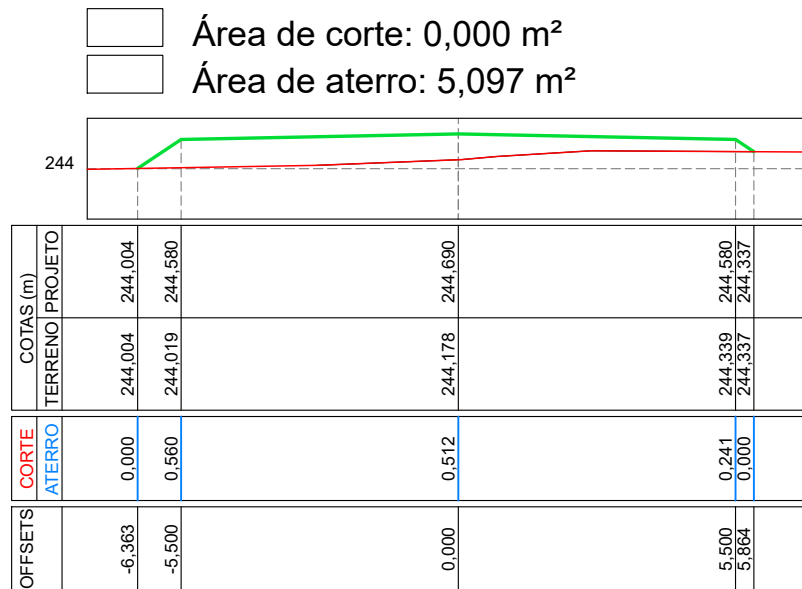 Área de corte: 0,000 m²
Área de aterro: 5,097 m²
244
COTAS (m)
PROJETO
244,004 244,580 244,690 244,580 244,337
TERRENO
244,004 244,019 244,178 244,339 244,337
CORTE
ATERRO
0,000 0,560 0,512 0,241 0,000
OFFSETS
-6,363 -5,500 0,000 5,500 5,864